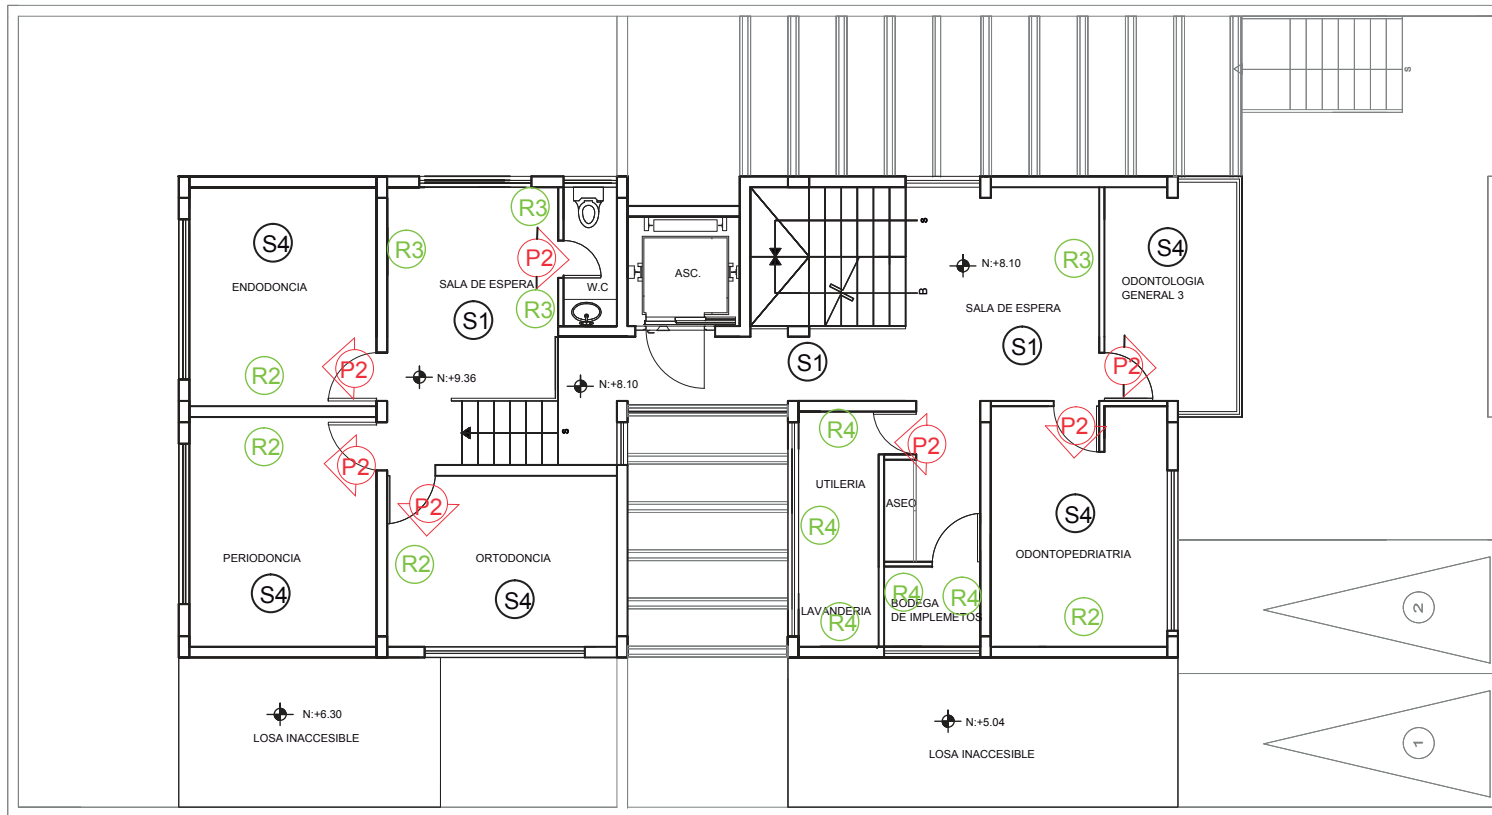 S
R3
S4
R3
P2
ENDODONCIA
SALA DE ESPERA
W.C
ASC.
R3
S1
S
B
N:+8.10
R3
SALA DE ESPERA
S1
S4
ODONTOLOGIA
GENERAL 3
P2
R2
N:+9.36
N:+8.10
S1
P2
R2
P2
S
P2
R2
PERIODONCIA
S4
ORTODONCIA
S4
R4
P2
UTILERIA
ASEO
R4
LAVANDERIA
R4
R4
R4
BODEGA
DE IMPLEMETOS
P2
S4
ODONTOPEDRIATRIA
R2
2
N:+6.30
LOSA INACCESIBLE
N:+5.04
LOSA INACCESIBLE
1